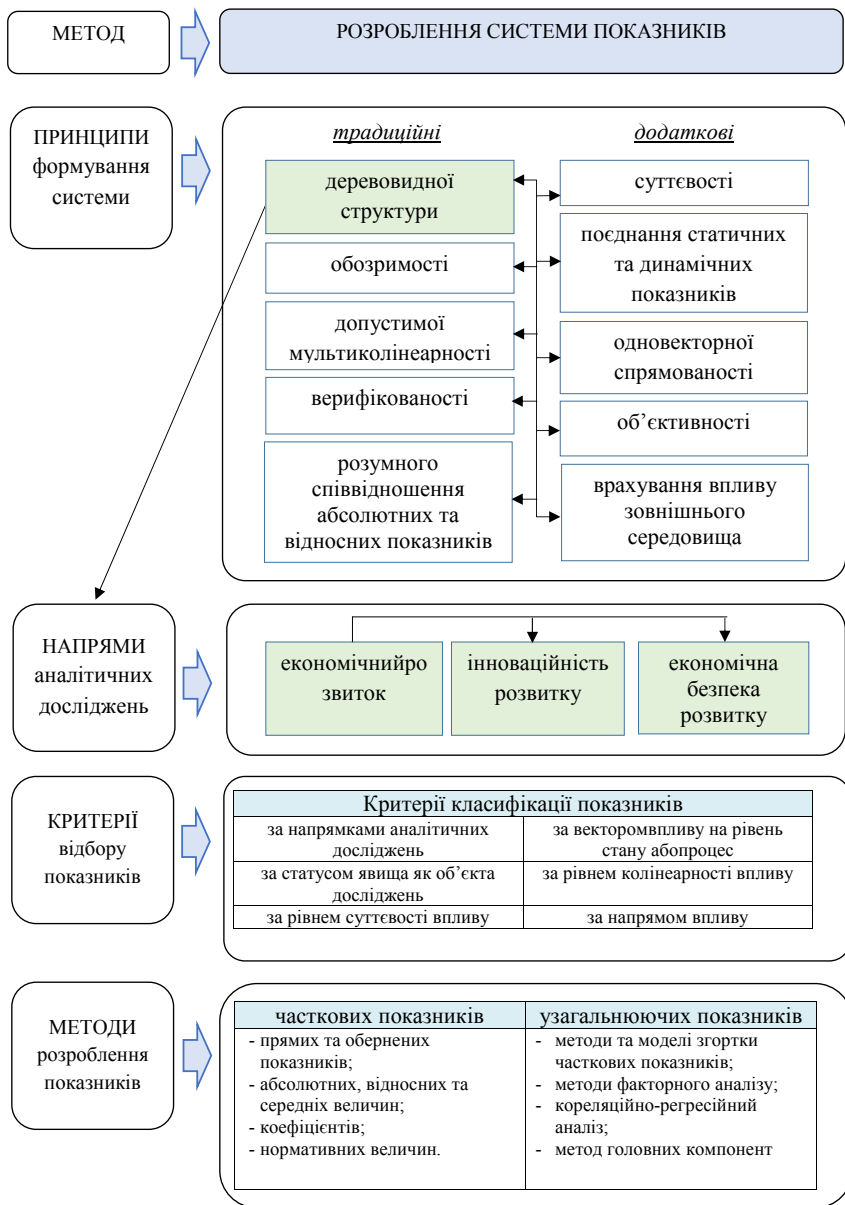 МЕТОД
РОЗРОБЛЕННЯ СИСТЕМИ ПОКАЗНИКІВ
ПРИНЦИПИ
формування
системи
традиційні
деревовидної
структури
обозримості
допустимої
мультиколінеарності
верифікованості
розумного
співвідношення
абсолютних та
відносних показників
додаткові
суттєвості
поєднання статичних
та динамічних
показників
одновекторної
спрямованості
об’єктивності
врахування впливу
зовнішнього
середовища
НАПРЯМИ
аналітичних
досліджень
економічнийро
звиток
інноваційність
розвитку
економічна
безпека
розвитку
КРИТЕРІЇ
відбору
показників
Критерії класифікації показників
за напрямками аналітичних
досліджень
за векторомвпливу на рівень
стану абопроцес
за статусом явища як об’єкта
досліджень
за рівнем колінеарності впливу
за рівнем суттєвості впливу
за напрямом впливу
МЕТОДИ
розроблення
показників
часткових показників
- прямих та обернених
показників;
- абсолютних, відносних та
середніх величин;
- коефіцієнтів;
- нормативних величин.
узагальнюючих показників
- методи та моделі згортки
часткових показників;
- методи факторного аналізу;
- кореляційно-регресійний
аналіз;
- метод головних компонент